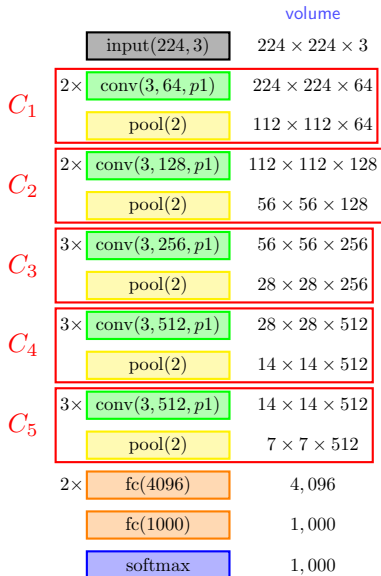 volume
input(224, 3) 224 × 224 × 3
2× conv(3, 64, p1) 224 × 224 × 64
C₁
pool(2) 112 × 112 × 64
2× conv(3, 128, p1) 112 × 112 × 128
C₂
pool(2) 56 × 56 × 128
3× conv(3, 256, p1) 56 × 56 × 256
C₃
pool(2) 28 × 28 × 256
3× conv(3, 512, p1) 28 × 28 × 512
C₄
pool(2) 14 × 14 × 512
3× conv(3, 512, p1) 14 × 14 × 512
C₅
pool(2) 7 × 7 × 512
2× fc(4096) 4, 096
fc(1000) 1, 000
softmax 1, 000